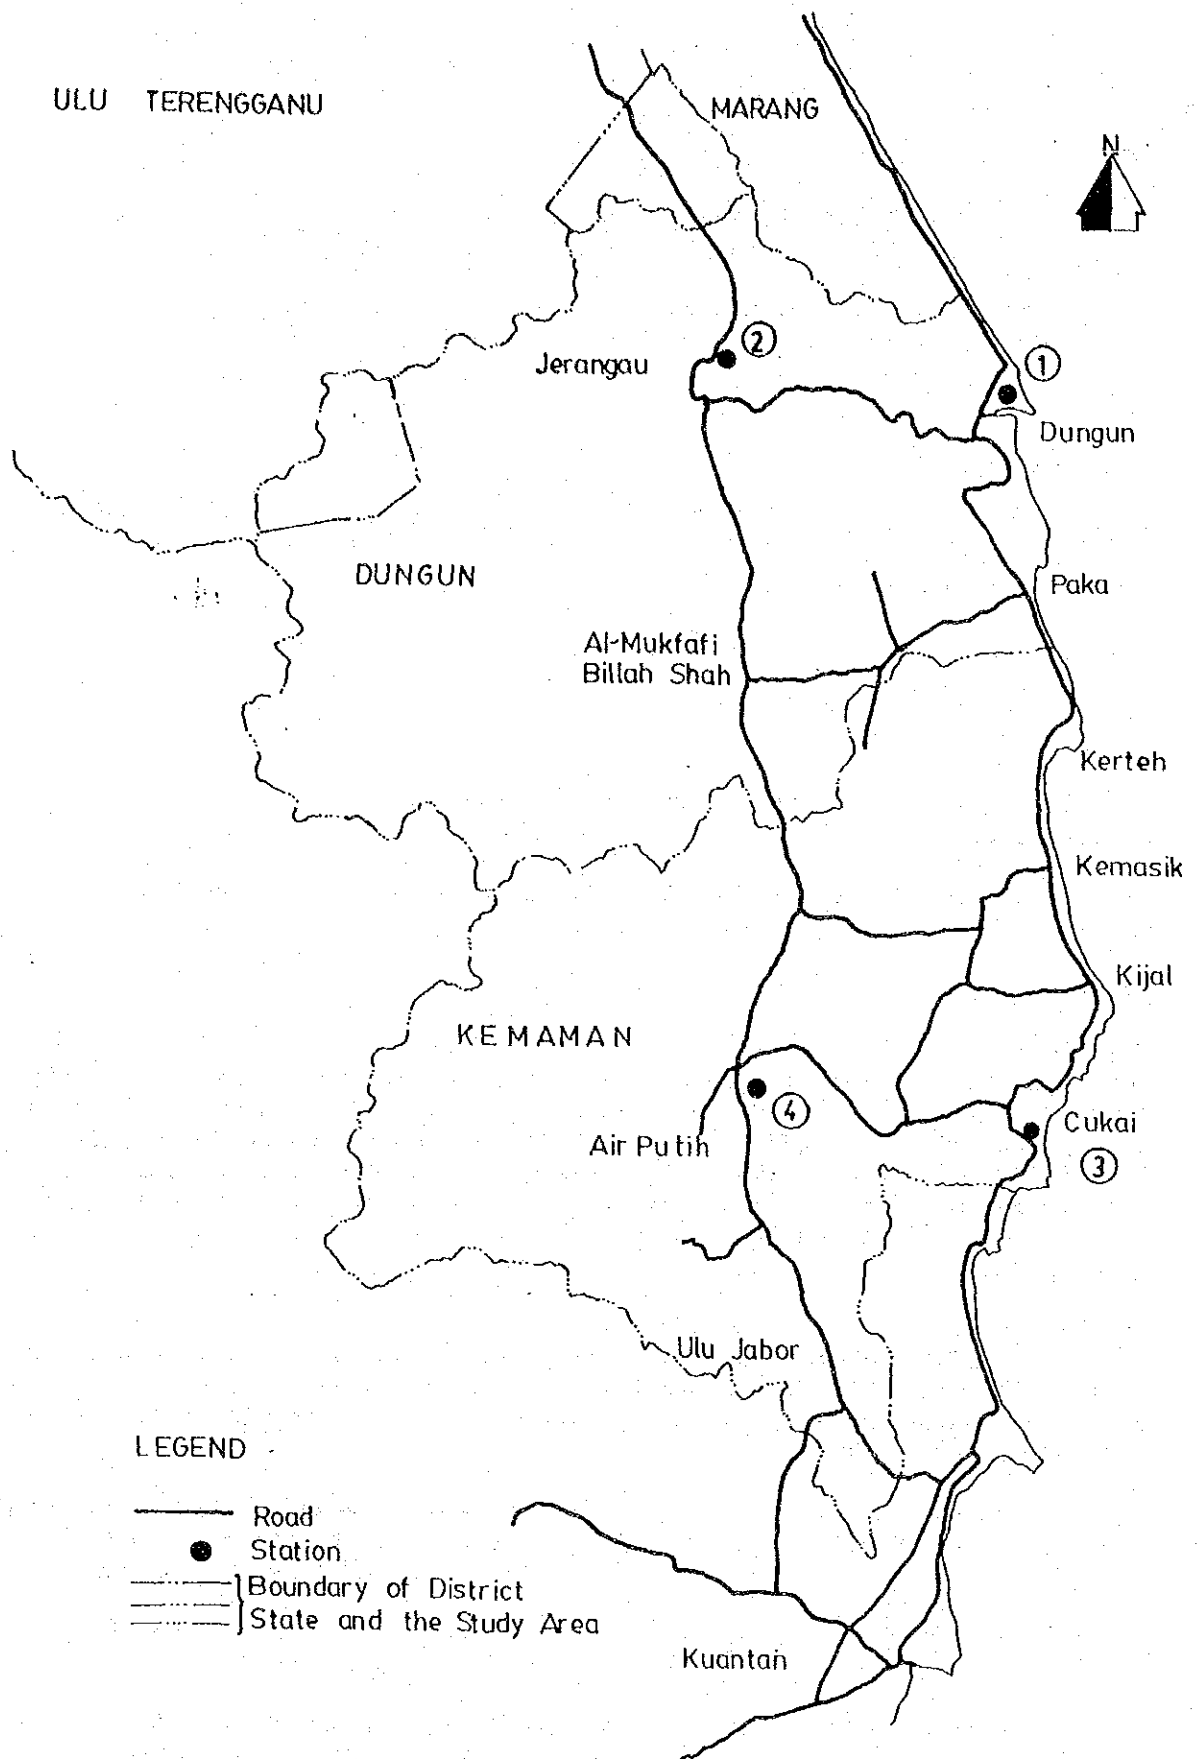 ULU TERENGGANU
MARANG
N
Jerangau
②
①
Dungun
DUNGUN
Paka
Al-Mukfafi
Billah Shah
Kerteh
Kemasik
Kijal
KEMAMAN
④
Air Putih
Cukai
③
Ulu Jabor
LEGEND
Road
Station
Boundary of District
State and the Study Area
Kuantan